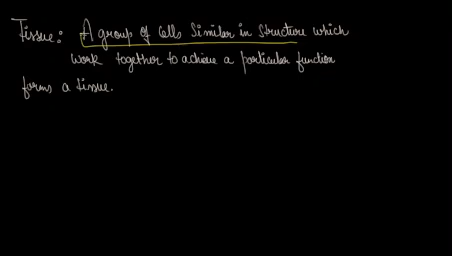 Tissue: A group of Cells Similar in Structure which
work together to achieve a particular function
forms a tissue.